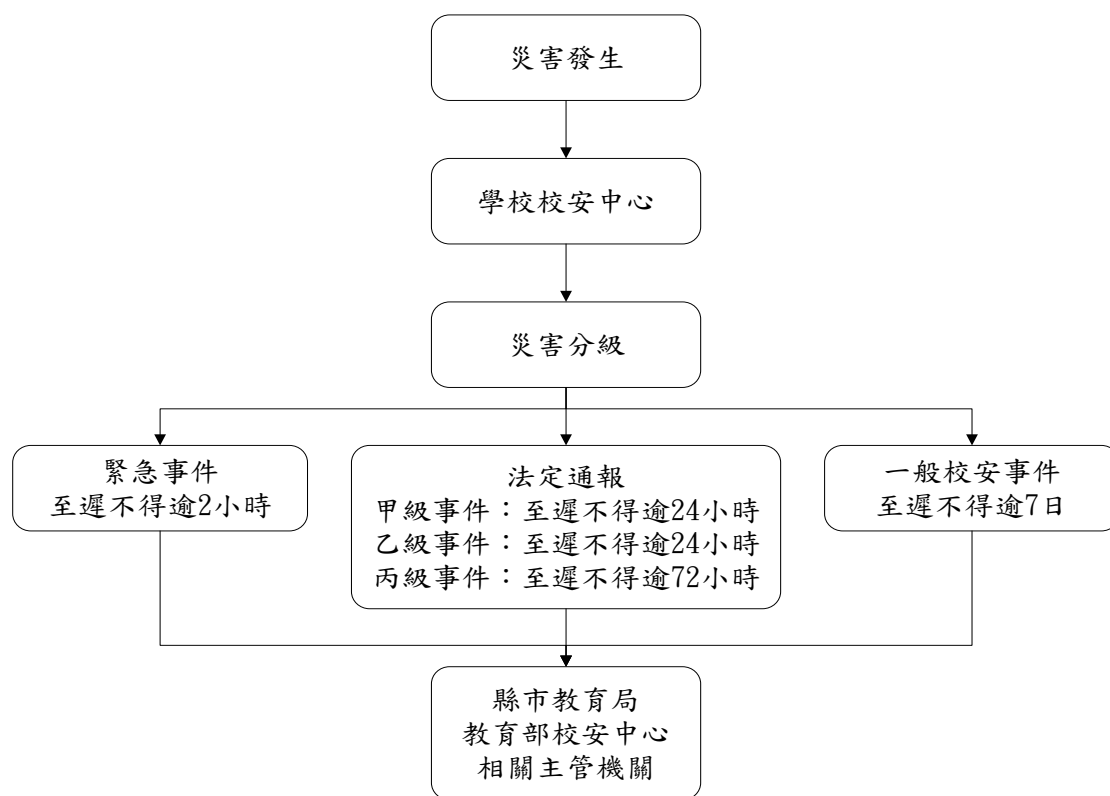 災害發生
學校校安中心
災害分級
緊急事件
至遲不得逾2小時
法定通報
甲級事件：至遲不得逾24小時
乙級事件：至遲不得逾24小時
丙級事件：至遲不得逾72小時
一般校安事件
至遲不得逾7日
縣市教育局
教育部校安中心
相關主管機關